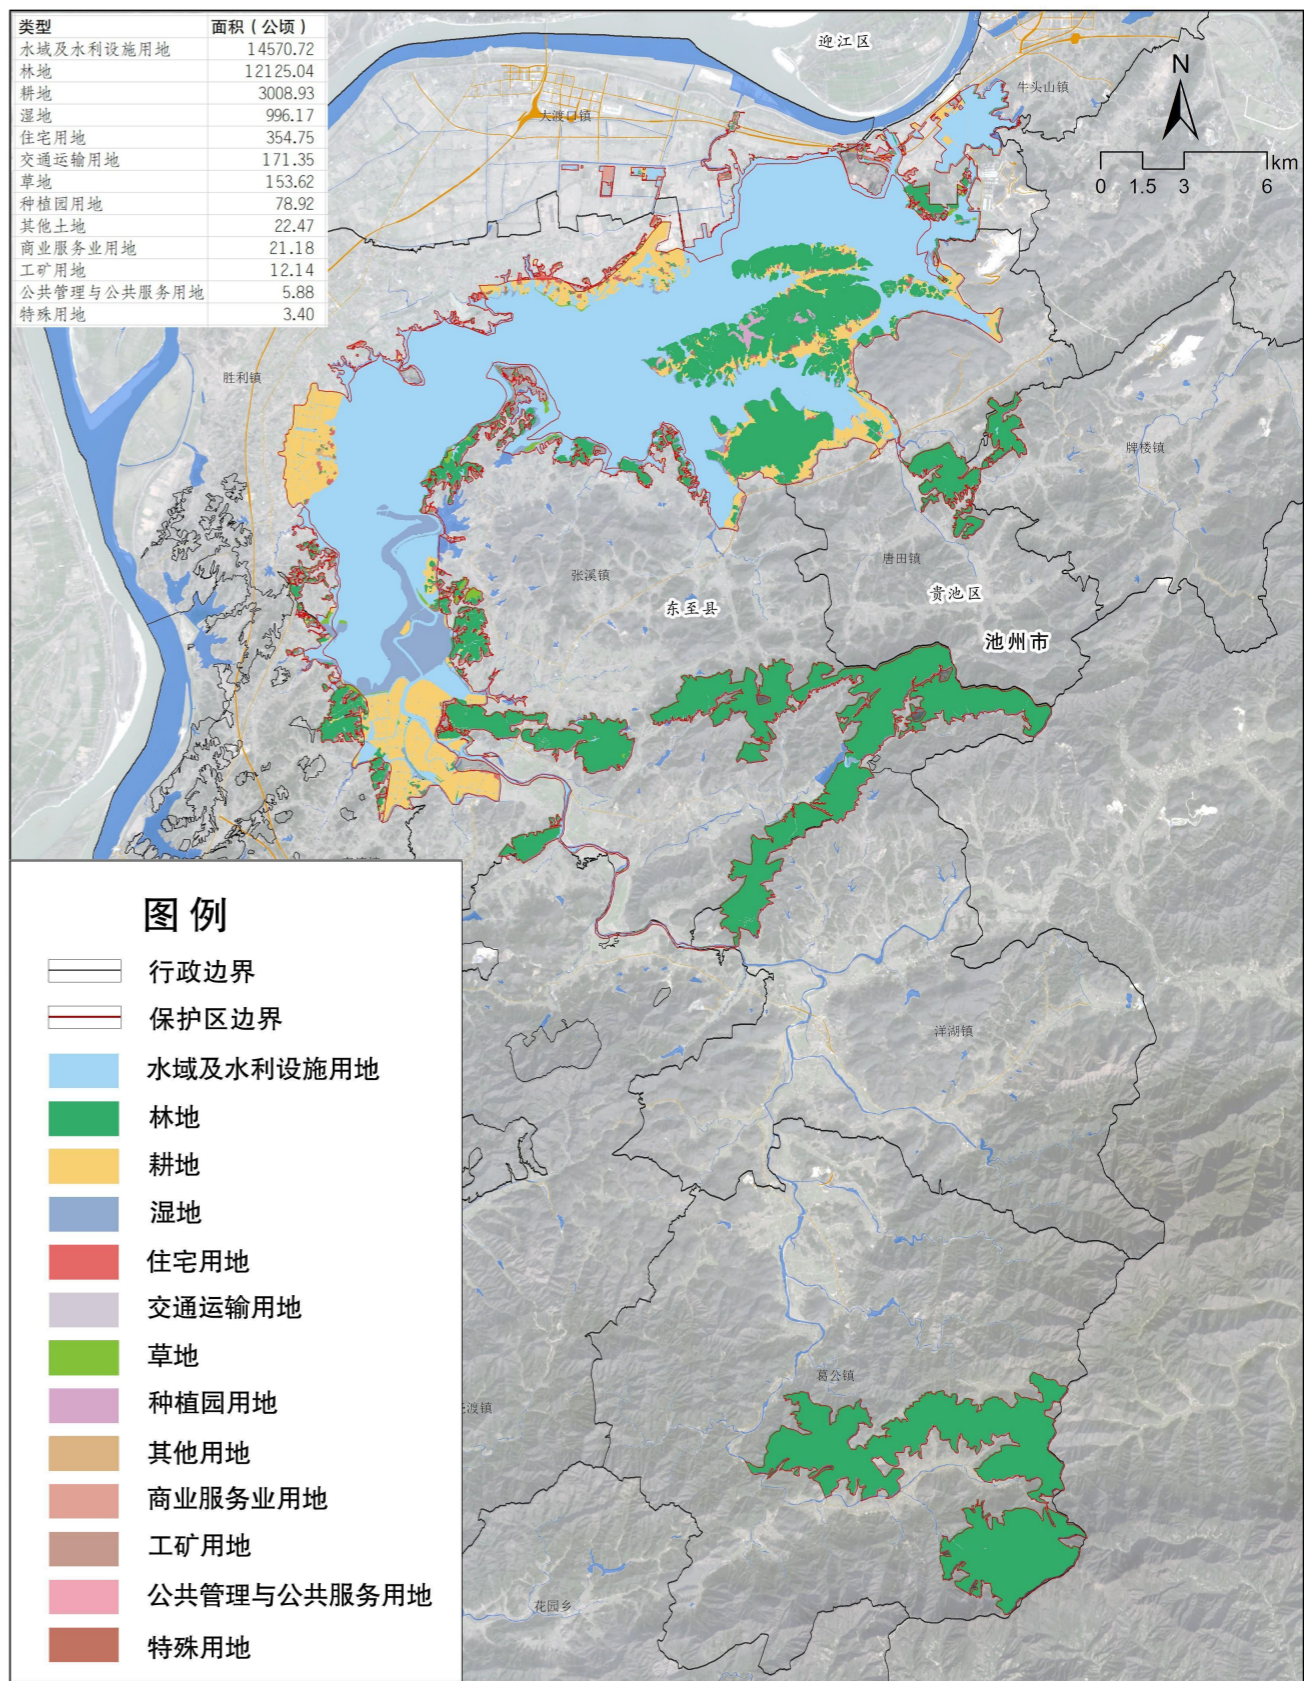 类型 面积（公顷）
水域及水利设施用地 14570.72
林地 12125.04
耕地 3008.93
湿地 996.17
住宅用地 354.75
交通运输用地 171.35
草地 153.62
种植园用地 78.92
其他土地 22.47
商业服务业用地 21.18
工矿用地 12.14
公共管理与公共服务用地 5.88
特殊用地 3.40
迎江区
牛头山镇
大渡口镇
N
km
0 1.5 3 6
胜利镇
牌楼镇
唐田镇
张溪镇
贵池区
东至县
池州市
洋湖镇
葛公镇
渡镇
花园乡
图例
行政边界
保护区边界
水域及水利设施用地
林地
耕地
湿地
住宅用地
交通运输用地
草地
种植园用地
其他用地
商业服务业用地
工矿用地
公共管理与公共服务用地
特殊用地